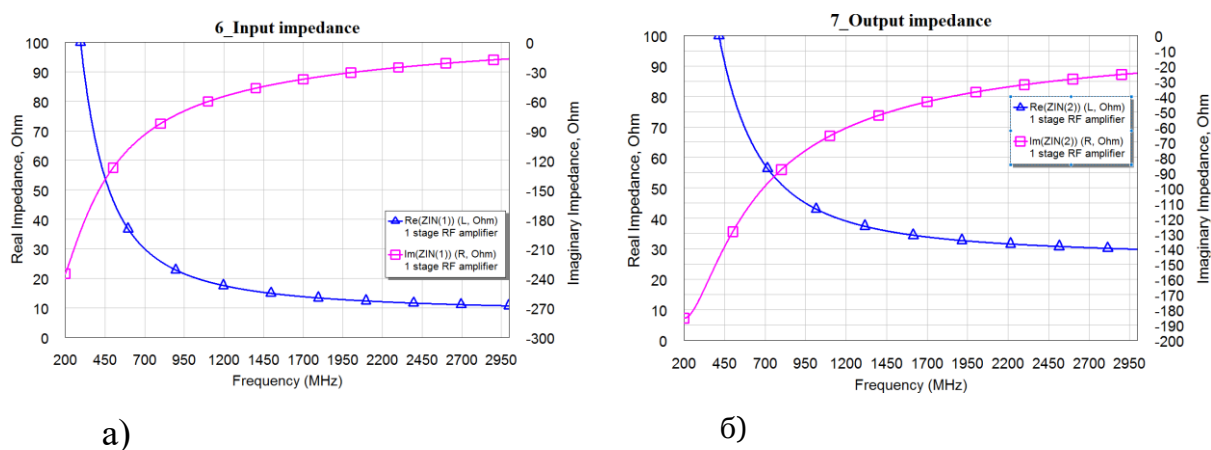 6_Input impedance
100
90
80
70
60
50
40
30
20
10
0
Real Impedance, Ohm
0
-30
-60
-90
-120
-150
-180
-210
-240
-270
-300
Imaginary Impedance, Ohm
Re(ZIN(1)) (L, Ohm)
1 stage RF amplifier
Im(ZIN(1)) (R, Ohm)
1 stage RF amplifier
200 450 700 950 1200 1450 1700 1950 2200 2450 2700 2950
Frequency (MHz)
а)
7_Output impedance
100
90
80
70
60
50
40
30
20
10
0
Real Impedance, Ohm
0
-10
-20
-30
-40
-50
-60
-70
-80
-90
-100
-110
-120
-130
-140
-150
-160
-170
-180
-190
-200
Imaginary Impedance, Ohm
Re(ZIN(2)) (L, Ohm)
1 stage RF amplifier
Im(ZIN(2)) (R, Ohm)
1 stage RF amplifier
200 450 700 950 1200 1450 1700 1950 2200 2450 2700 2950
Frequency (MHz)
б)